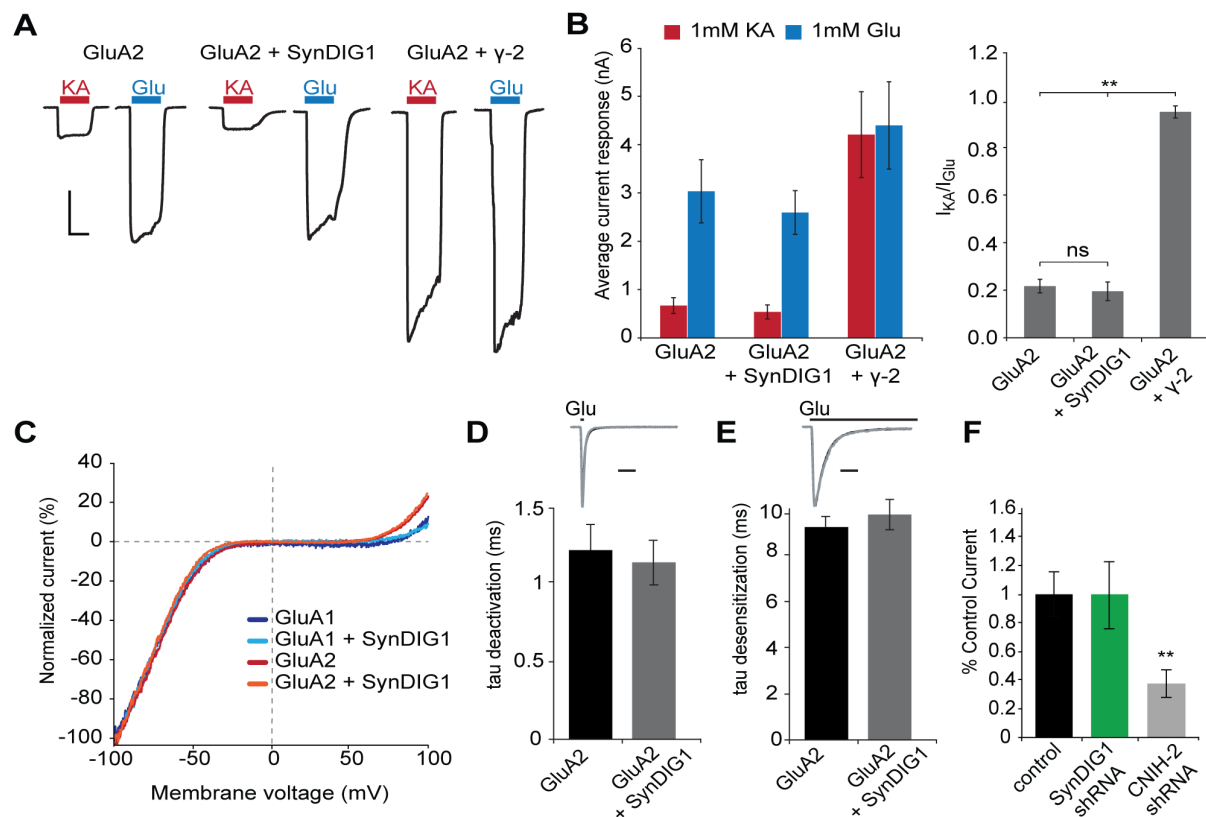 A
GluA2
GluA2 + SynDIG1
GluA2 + γ-2
KA
Glu
KA
Glu
KA
Glu
B
1mM KA
1mM Glu
Average current response (nA)
6
5
4
3
2
1
0
GluA2
GluA2
+ SynDIG1
GluA2
+ γ-2
I_KA/I_Glu
1.2
1.0
0.8
0.6
0.4
0.2
0.0
**
ns
GluA2
GluA2
+ SynDIG1
GluA2
+ γ-2
C
Normalized current (%)
40
20
0
-20
-40
-60
-80
-100
GluA1
GluA1 + SynDIG1
GluA2
GluA2 + SynDIG1
-100
-50
0
50
100
Membrane voltage (mV)
D
Glu
tau deactivation (ms)
1.5
1
0
GluA2
GluA2
+ SynDIG1
E
Glu
tau desensitization (ms)
10
8
6
4
2
0
GluA2
GluA2
+ SynDIG1
F
% Control Current
1.6
1.4
1.2
1
0.8
0.6
0.4
0.2
0
**
control
SynDIG1
shRNA
CNIH-2
shRNA